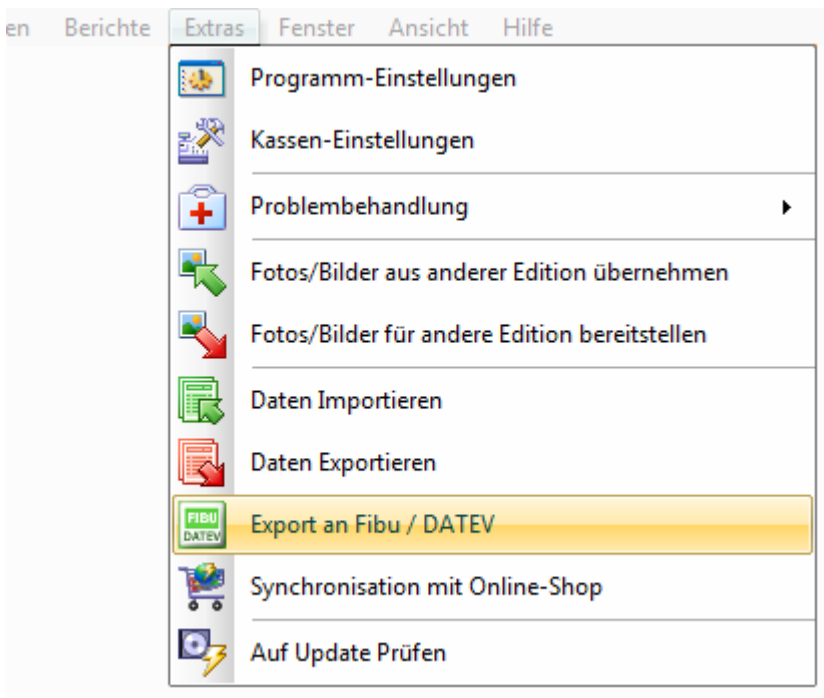 en Berichte Extras Fenster Ansicht Hilfe
Programm-Einstellungen
Kassen-Einstellungen
Problembehandlung
Fotos/Bilder aus anderer Edition übernehmen
Fotos/Bilder für andere Edition bereitstellen
Daten Importieren
Daten Exportieren
FIBU
DATEV
Export an Fibu / DATEV
Synchronisation mit Online-Shop
Auf Update Prüfen